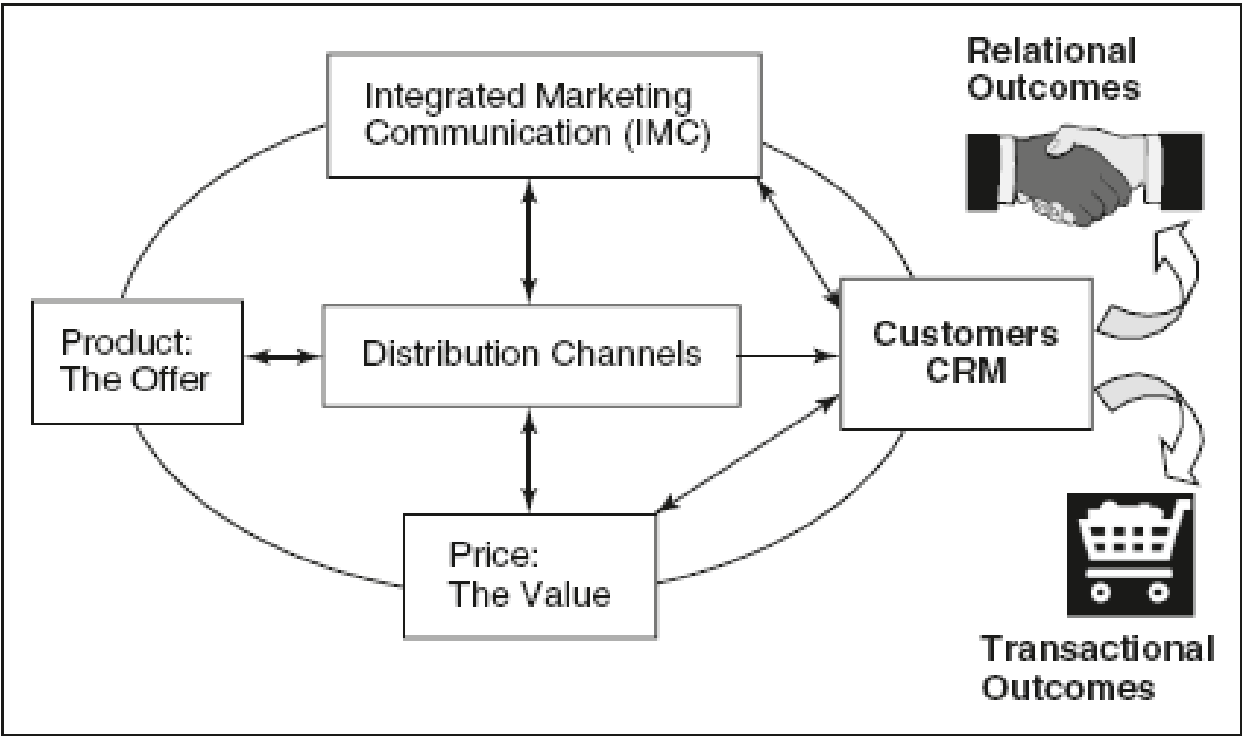 Integrated Marketing
Communication (IMC)
Relational
Outcomes
Product:
The Offer
Distribution Channels
Customers
CRM
Price:
The Value
Transactional
Outcomes